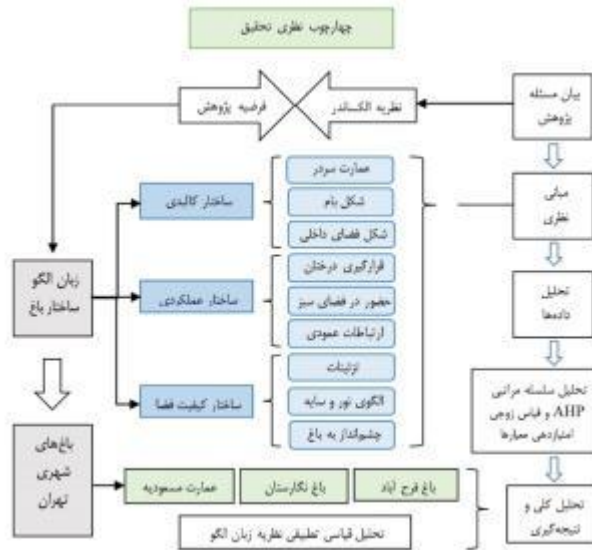 چهارچوب نظری تحقیق
بیان مسئله
پژوهش
نظریه الکساندر
فرضیه پژوهش
مبانی
نظری
عمارت سردر
شکل بام
شکل فضای داخلی
ساختار کالبدی
قرارگیری درختان
حضور در فضای سبز
ارتباطات عمودی
ساختار عملکردی
زبان الگو
ساختار باغ
تحلیل
داده‌ها
تزئینات
الگوی نور و سایه
چشم‌انداز به باغ
ساختار کیفیت فضا
تحلیل سلسله مراتبی
AHP و قیاس زوجی
امتیازدهی معیارها
باغ‌های
شهری
تهران
باغ فرح آباد
باغ نگارستان
عمارت مسعودیه
تحلیل کلی و
نتیجه‌گیری
تحلیل قیاسی تطبیقی نظریه زبان الگو